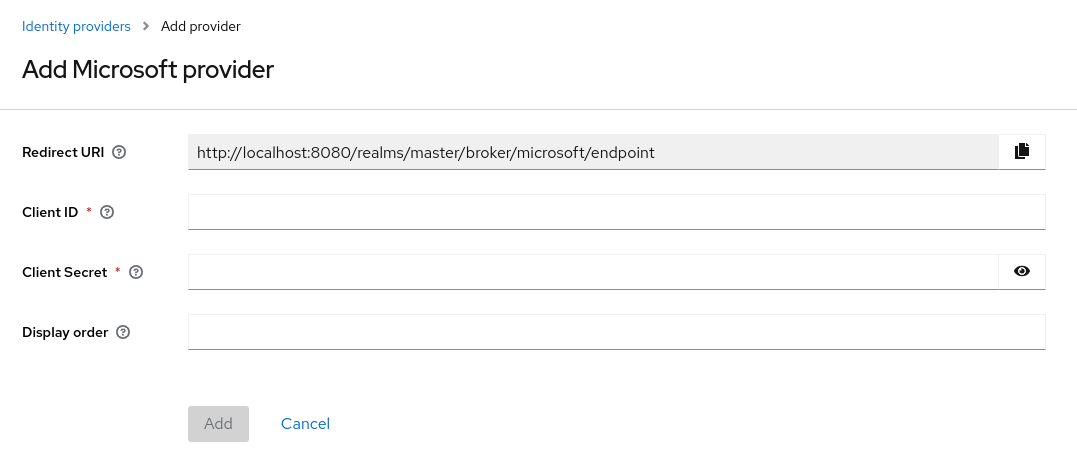 Identity providers > Add provider
Add Microsoft provider
Redirect URI http://localhost:8080/realms/master/broker/microsoft/endpoint
Client ID *
Client Secret *
Display order
Add Cancel